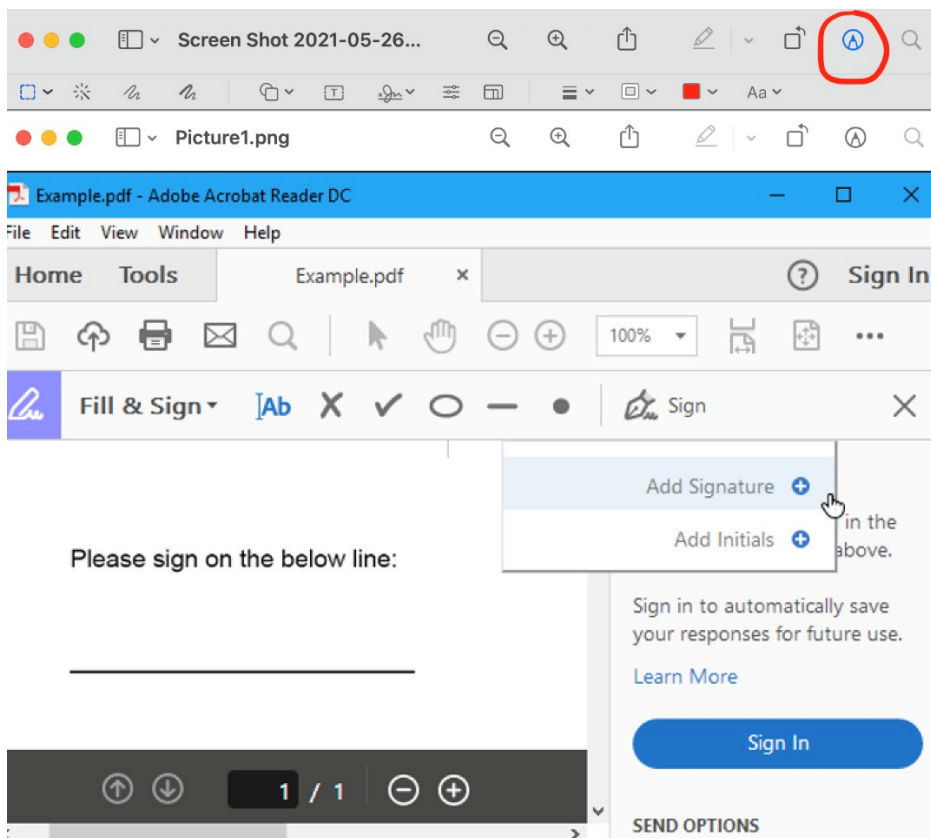 Screen Shot 2021-05-26...
T
Aa
Picture1.png
Example.pdf - Adobe Acrobat Reader DC
File Edit View Window Help
Home Tools Example.pdf × ? Sign In
100%
Fill & Sign Ab Sign
Add Signature
in the
Add Initials
above.
Please sign on the below line:
Sign in to automatically save
your responses for future use.
Learn More
Sign In
1 / 1
SEND OPTIONS